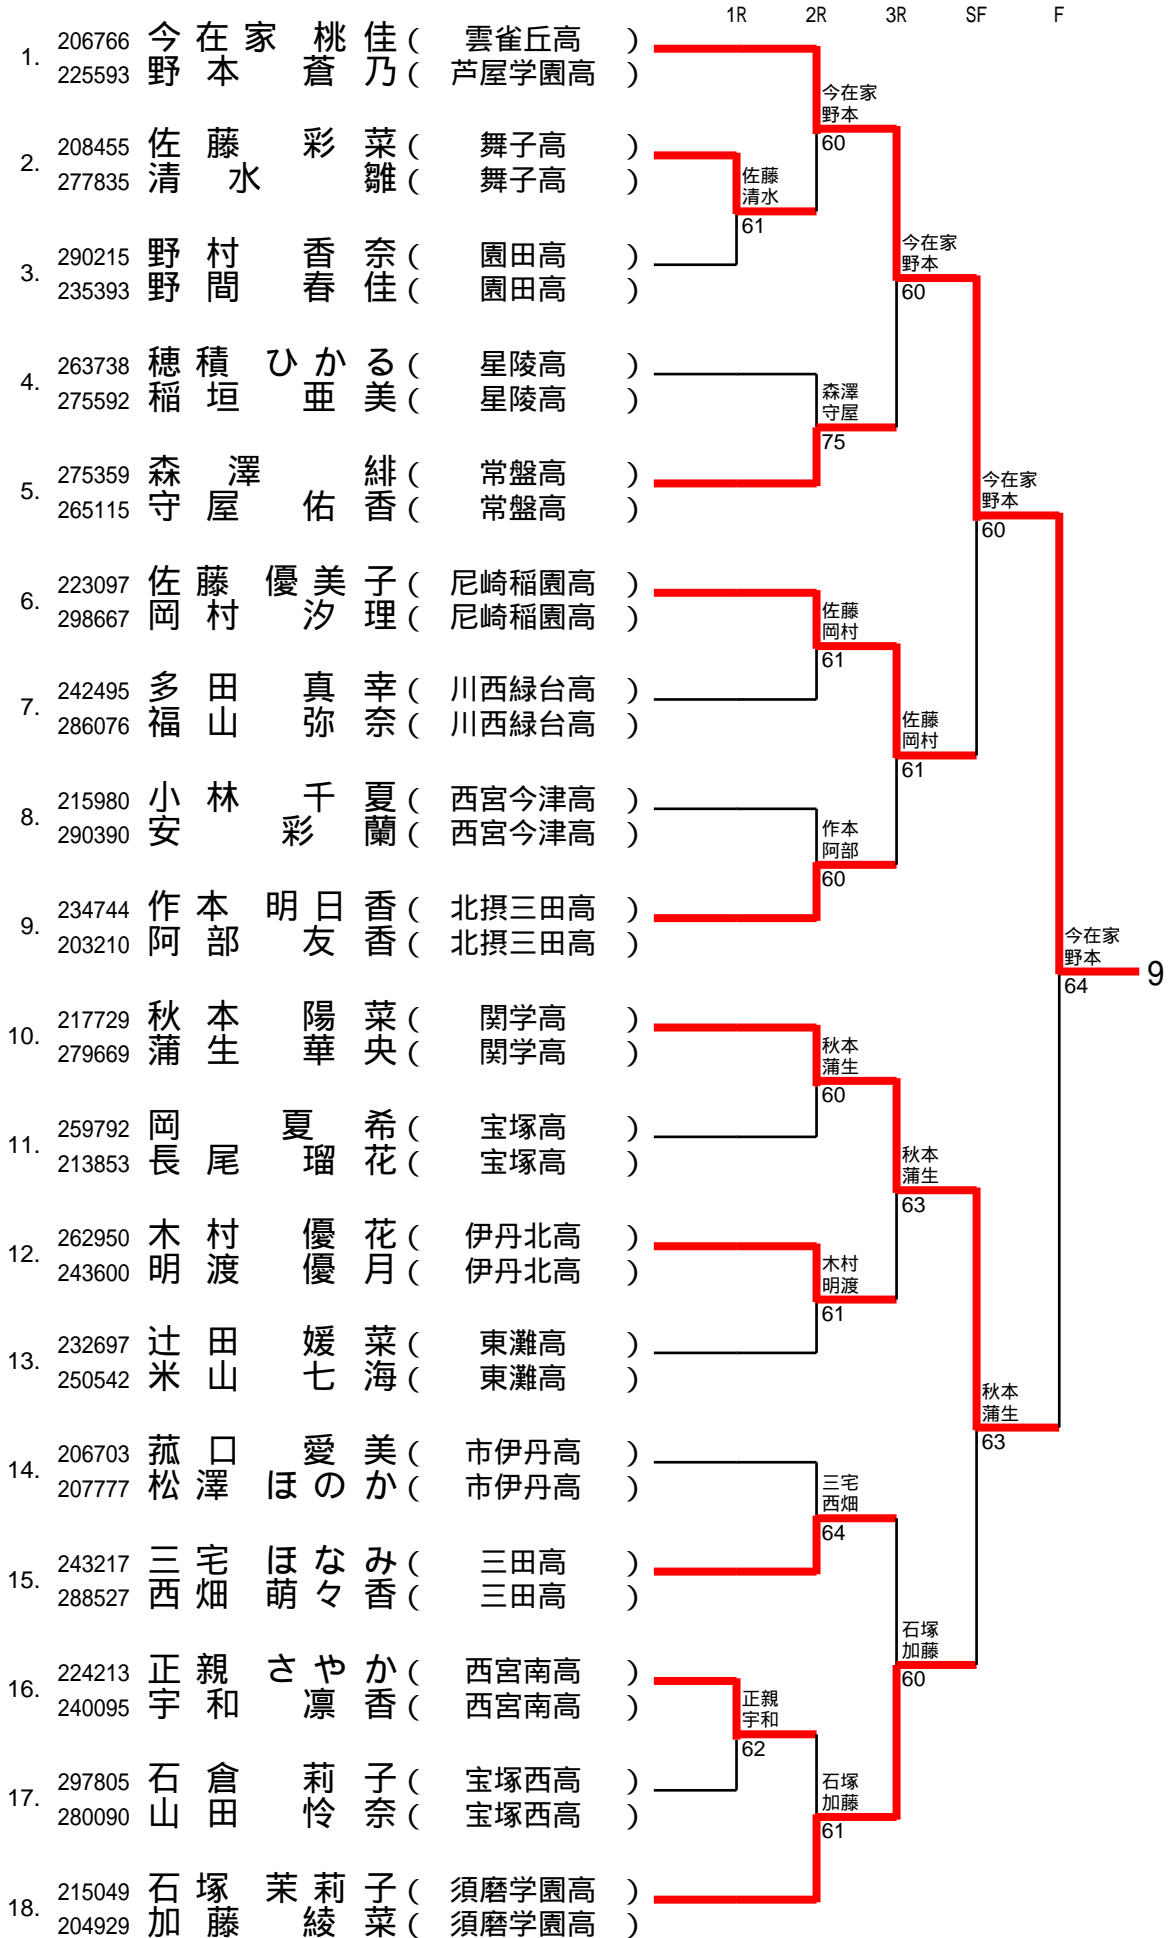 1R 2R 3R SF F
1. 206766 今在家 桃佳 ( 雲雀丘高 )
225593 野本 蒼乃 ( 芦屋学園高 )
今在家
野本
60
2. 208455 佐藤 彩菜 ( 舞子高 )
277835 清水 雛 ( 舞子高 )
佐藤
清水
61
3. 290215 野村 香奈 ( 園田高 )
235393 野間 春佳 ( 園田高 )
今在家
野本
60
4. 263738 穂積 ひかる ( 星陵高 )
275592 稲垣 亜美 ( 星陵高 )
森澤
守屋
75
5. 275359 森澤 緋 ( 常盤高 )
265115 守屋 佑香 ( 常盤高 )
今在家
野本
60
6. 223097 佐藤 優美子 ( 尼崎稲園高 )
298667 岡村 汐理 ( 尼崎稲園高 )
佐藤
岡村
61
7. 242495 多田 真幸 ( 川西緑台高 )
286076 福山 弥奈 ( 川西緑台高 )
佐藤
岡村
61
8. 215980 小林 千夏 ( 西宮今津高 )
290390 安 彩蘭 ( 西宮今津高 )
作本
阿部
60
9. 234744 作本 明日香 ( 北摂三田高 )
203210 阿部 友香 ( 北摂三田高 )
今在家
野本
64
9
10. 217729 秋本 陽菜 ( 関学高 )
279669 蒲生 華央 ( 関学高 )
秋本
蒲生
60
11. 259792 岡 夏希 ( 宝塚高 )
213853 長尾 瑠花 ( 宝塚高 )
秋本
蒲生
63
12. 262950 木村 優花 ( 伊丹北高 )
243600 明渡 優月 ( 伊丹北高 )
木村
明渡
61
13. 232697 辻田 媛菜 ( 東灘高 )
250542 米山 七海 ( 東灘高 )
秋本
蒲生
63
14. 206703 菰口 愛美 ( 市伊丹高 )
207777 松澤 ほのか ( 市伊丹高 )
三宅
西畑
64
15. 243217 三宅 ほなみ ( 三田高 )
288527 西畑 萌々香 ( 三田高 )
石塚
加藤
60
16. 224213 正親 さやか ( 西宮南高 )
240095 宇和 凛香 ( 西宮南高 )
正親
宇和
62
17. 297805 石倉 莉子 ( 宝塚西高 )
280090 山田 怜奈 ( 宝塚西高 )
石塚
加藤
61
18. 215049 石塚 茉莉子 ( 須磨学園高 )
204929 加藤 綾菜 ( 須磨学園高 )